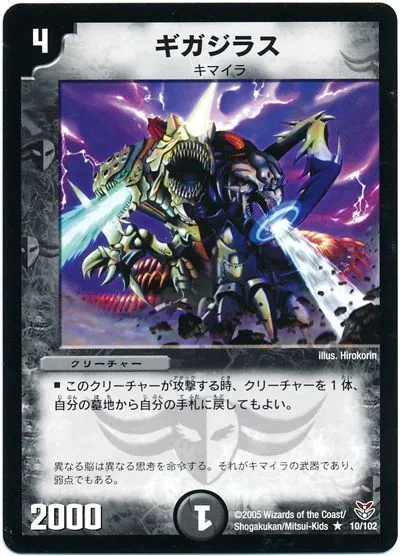 4
ギガジラス
キマイラ
illus. Hirokorin
クリーチャー
■ このクリーチャーが攻撃する時、クリーチャーを1体、
自分の墓地から自分の手札に戻してもよい。
異なる脳は異なる思考を命令する。それがキマイラの武器であり、
弱点でもある。
2000
1
©2005 Wizards of the Coast/
Shogakukan/Mitsui-Kids ★ 10/102